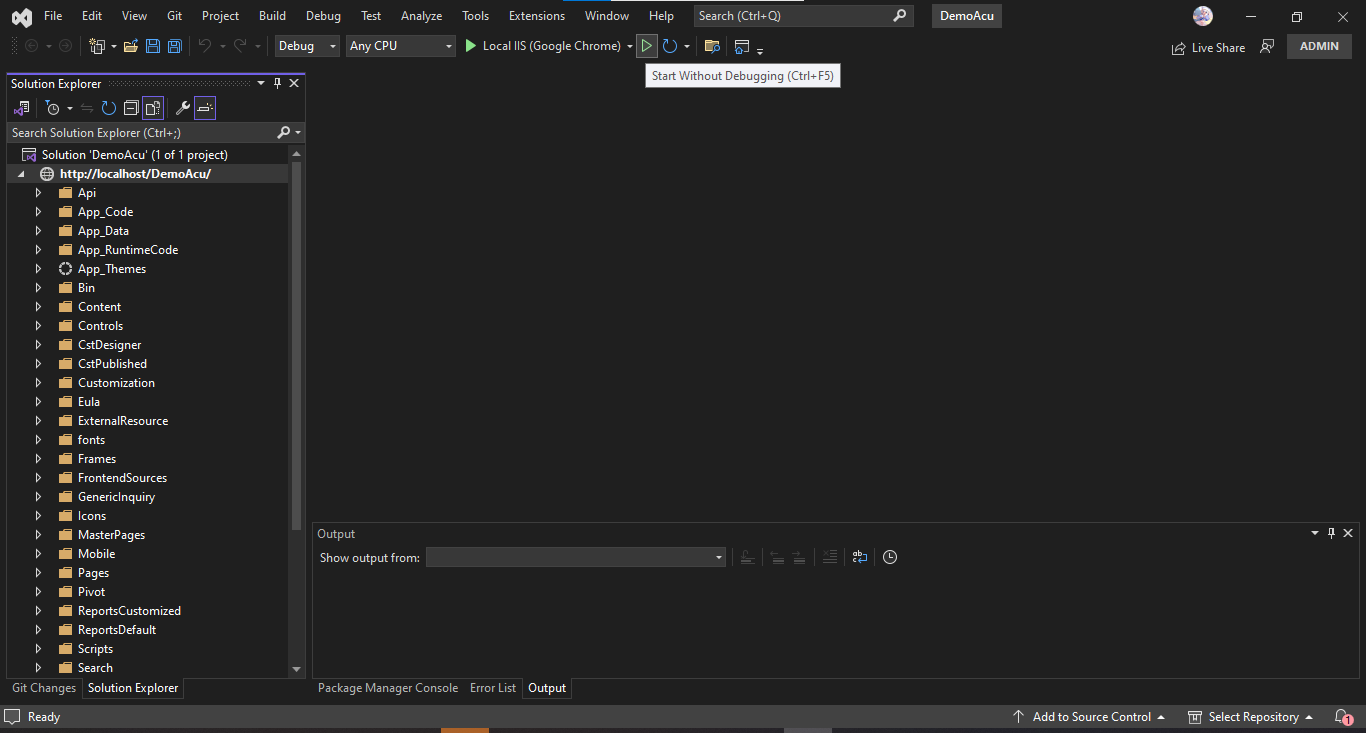 File Edit View Git Project Build Debug Test Analyze Tools Extensions Window Help Search (Ctrl+Q) DemoAcu
Debug Any CPU Local IIS (Google Chrome) Live Share ADMIN
Start Without Debugging (Ctrl+F5)
Solution Explorer
Search Solution Explorer (Ctrl+;)
Solution 'DemoAcu' (1 of 1 project)
http://localhost/DemoAcu/
Api
App_Code
App_Data
App_RuntimeCode
App_Themes
Bin
Content
Controls
CstDesigner
CstPublished
Customization
Eula
ExternalResource
fonts
Frames
FrontendSources
GenericInquiry
Icons
MasterPages
Mobile
Pages
Pivot
ReportsCustomized
ReportsDefault
Scripts
Search
Git Changes Solution Explorer
Output
Show output from:
Package Manager Console Error List Output
Ready Add to Source Control Select Repository 1